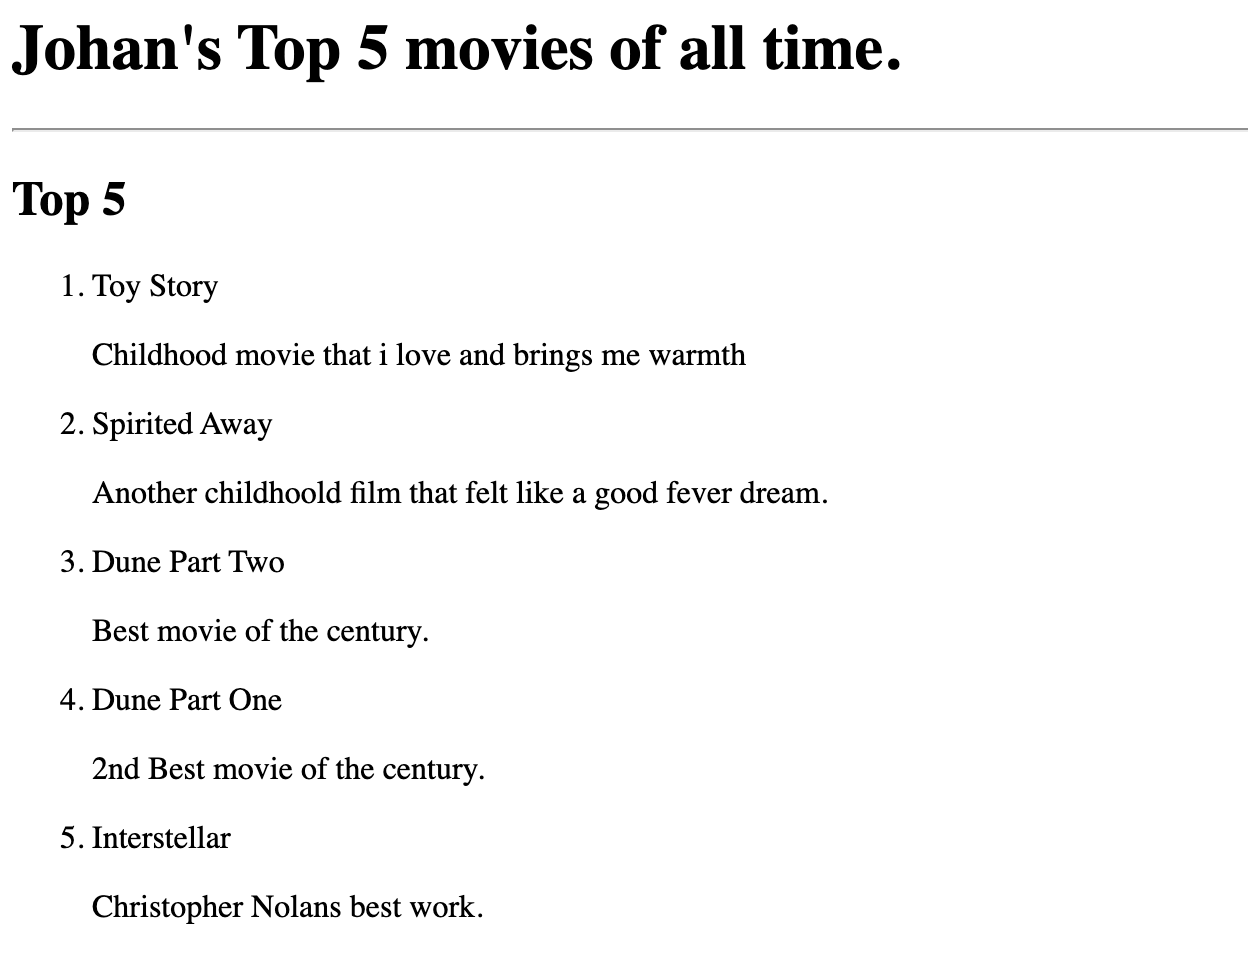 Johan's Top 5 movies of all time.
Top 5
1. Toy Story
Childhood movie that i love and brings me warmth
2. Spirited Away
Another childhoold film that felt like a good fever dream.
3. Dune Part Two
Best movie of the century.
4. Dune Part One
2nd Best movie of the century.
5. Interstellar
Christopher Nolans best work.